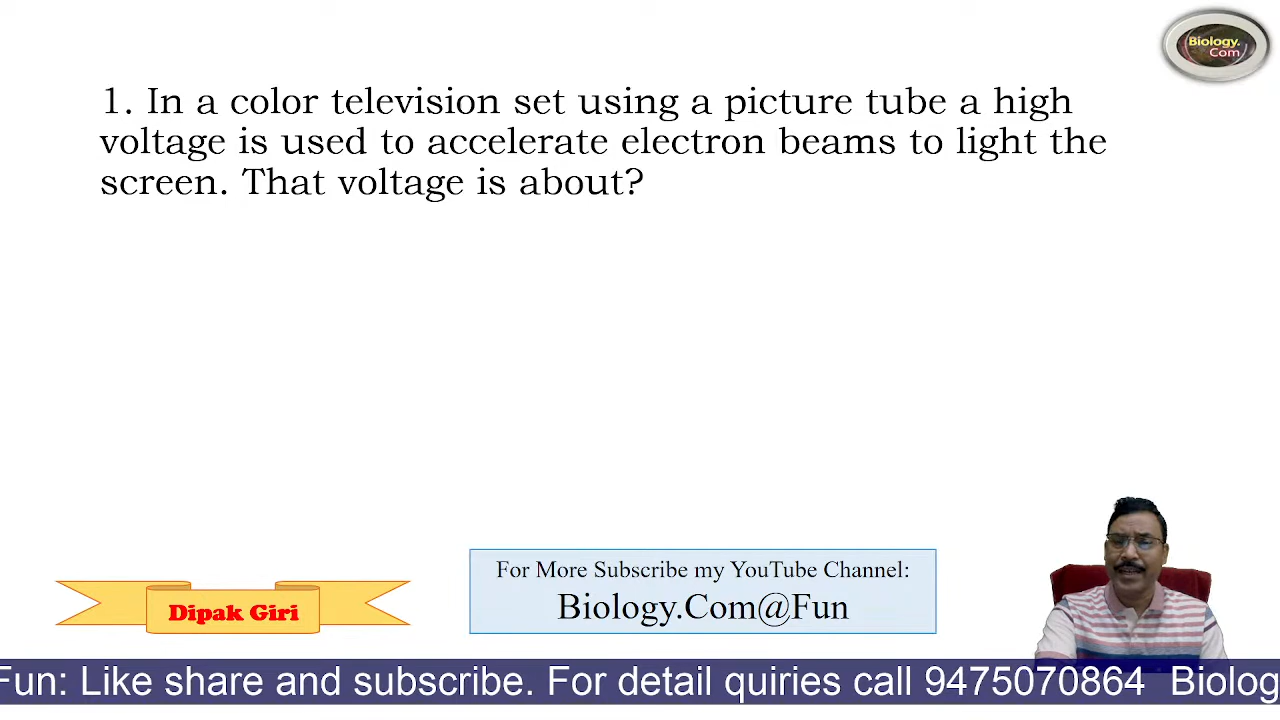 Biology.
Com
1. In a color television set using a picture tube a high
voltage is used to accelerate electron beams to light the
screen. That voltage is about?
For More Subscribe my YouTube Channel:
Biology.Com@Fun
Dipak Giri
Fun: Like share and subscribe. For detail quiries call 9475070864 Biolog